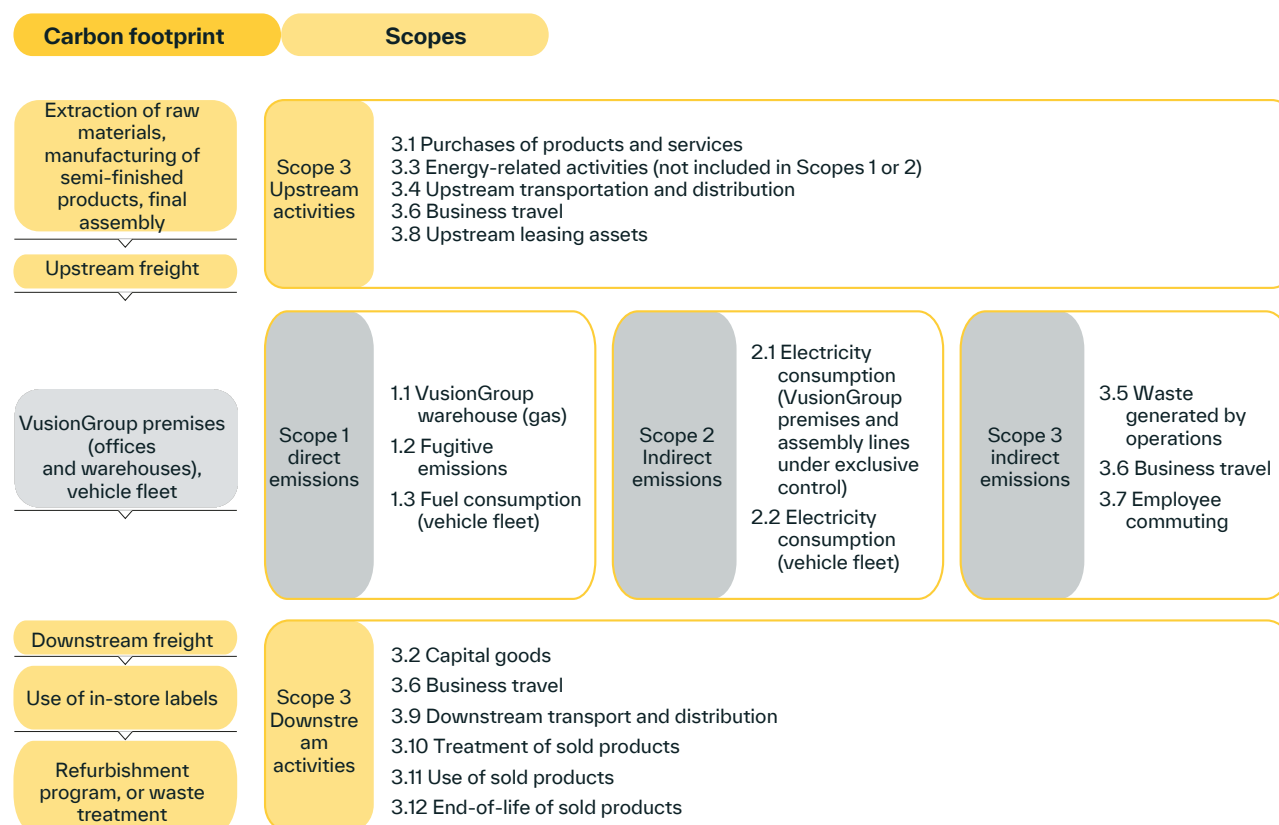 Carbon footprint
Scopes
Extraction of raw
materials,
manufacturing of
semi-finished
products, final
assembly
Upstream freight
Scope 3
Upstream
activities
3.1 Purchases of products and services
3.3 Energy-related activities (not included in Scopes 1 or 2)
3.4 Upstream transportation and distribution
3.6 Business travel
3.8 Upstream leasing assets
VusionGroup premises
(offices
and warehouses),
vehicle fleet
Scope 1
direct
emissions
1.1 VusionGroup
warehouse (gas)
1.2 Fugitive
emissions
1.3 Fuel consumption
(vehicle fleet)
Scope 2
Indirect
emissions
2.1 Electricity
consumption
(VusionGroup
premises and
assembly lines
under exclusive
control)
2.2 Electricity
consumption
(vehicle fleet)
Scope 3
indirect
emissions
3.5 Waste
generated by
operations
3.6 Business travel
3.7 Employee
commuting
Downstream freight
Use of in-store labels
Refurbishment
program, or waste
treatment
Scope 3
Downstre
am
activities
3.2 Capital goods
3.6 Business travel
3.9 Downstream transport and distribution
3.10 Treatment of sold products
3.11 Use of sold products
3.12 End-of-life of sold products